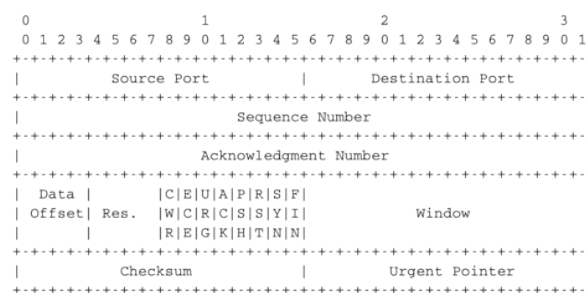 0                   1                   2                   3
0 1 2 3 4 5 6 7 8 9 0 1 2 3 4 5 6 7 8 9 0 1 2 3 4 5 6 7 8 9 0 1
+-+-+-+-+-+-+-+-+-+-+-+-+-+-+-+-+-+-+-+-+-+-+-+-+-+-+-+-+-+-+-+-
|          Source Port          |       Destination Port
+-+-+-+-+-+-+-+-+-+-+-+-+-+-+-+-+-+-+-+-+-+-+-+-+-+-+-+-+-+-+-+-
|                        Sequence Number
+-+-+-+-+-+-+-+-+-+-+-+-+-+-+-+-+-+-+-+-+-+-+-+-+-+-+-+-+-+-+-+-
|                    Acknowledgment Number
+-+-+-+-+-+-+-+-+-+-+-+-+-+-+-+-+-+-+-+-+-+-+-+-+-+-+-+-+-+-+-+-
|  Data |       |C|E|U|A|P|R|S|F|
| Offset| Res.  |W|C|R|C|S|S|Y|I|            Window
|       |       |R|E|G|K|H|T|N|N|
+-+-+-+-+-+-+-+-+-+-+-+-+-+-+-+-+-+-+-+-+-+-+-+-+-+-+-+-+-+-+-+-
|           Checksum            |         Urgent Pointer
+-+-+-+-+-+-+-+-+-+-+-+-+-+-+-+-+-+-+-+-+-+-+-+-+-+-+-+-+-+-+-+-